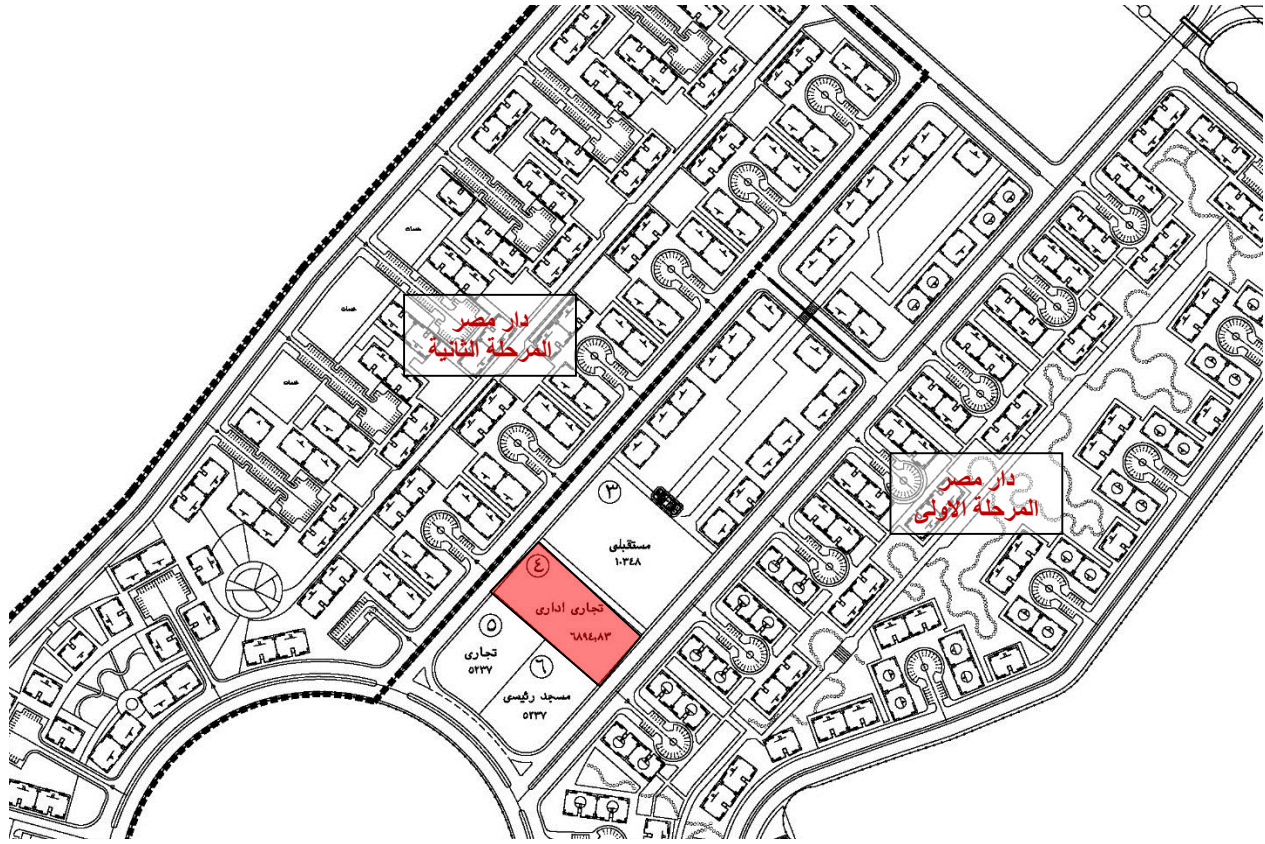 دار مصر
المرحلة الثانية
دار مصر
المرحلة الأولى
٣
مستقبلى
١٠٣٤٨
٤
تجارى ادارى
٦٨٩٤,٨٣
٥
تجارى
٥٢٣٧
٦
مسجد رئيسى
٥٢٣٧